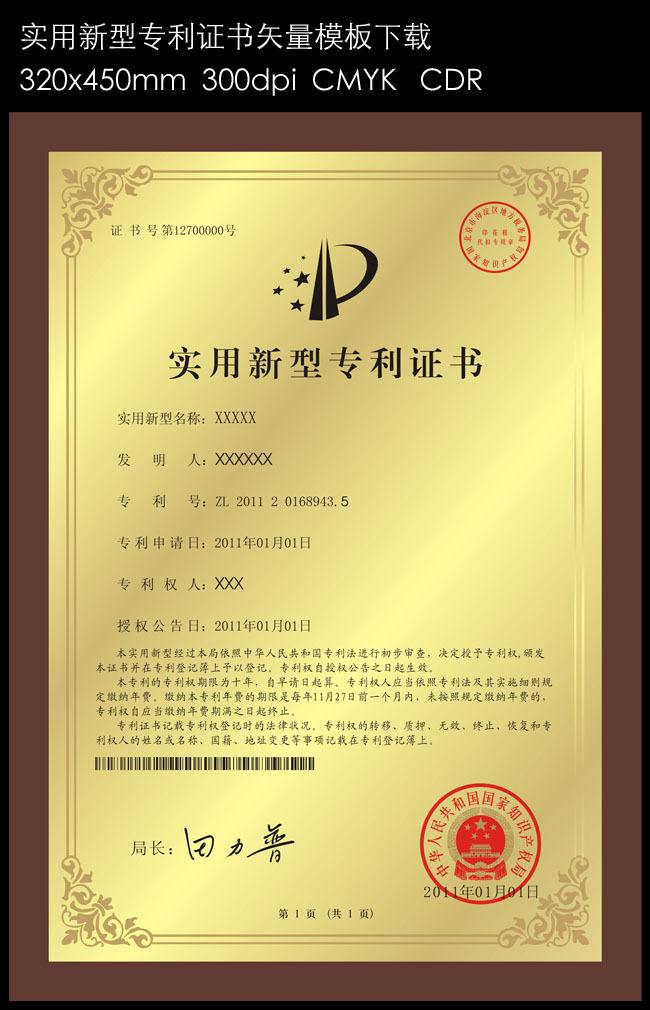 实用新型专利证书矢量模板下载
320x450mm 300dpi CMYK CDR
证 书 号 第12700000号
北京市海淀区地方税务局
印花税
代扣专用章
国家知识产权局
实用新型专利证书
实用新型名称：XXXXX
发 明 人：XXXXXX
专 利 号：ZL 2011 2 0168943.5
专利申请日：2011年01月01日
专 利 权 人：XXX
授权公告日：2011年01月01日
本实用新型经过本局依照中华人民共和国专利法进行初步审查，决定授予专利权，颁发
本证书并在专利登记簿上予以登记。专利权自授权公告之日起生效。
本专利的专利权期限为十年，自早请日起算。专利权人应当依照专利法及其实施细则规
定缴纳年费。缴纳本专利年费的期限是每年11月27日前一个月内，未按照规定缴纳年费的，
专利权自应当缴纳年费期满之日起终止。
专利证书记载专利权登记时的法律状况。专利权的转移、质押、无效、终止、恢复和专
利权人的姓名或名称、国籍、地址变更等事项记载在专利登记簿上。
局长：田力普
中华人民共和国国家知识产权局
2011年01月01日
第 1 页 （共 1 页）